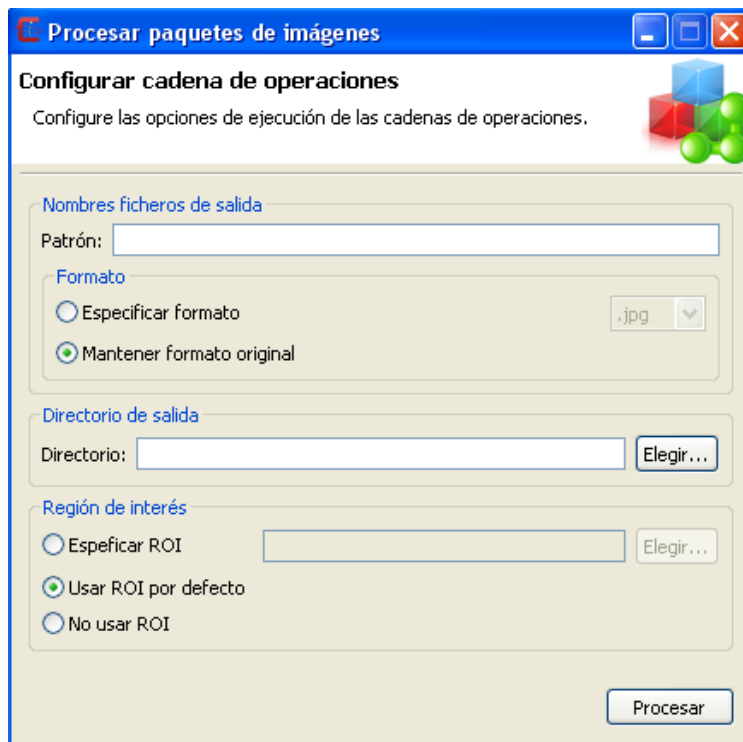 Procesar paquetes de imágenes
Configurar cadena de operaciones
Configure las opciones de ejecución de las cadenas de operaciones.
Nombres ficheros de salida
Patrón:
Formato
Especificar formato .jpg
Mantener formato original
Directorio de salida
Directorio: Elegir...
Región de interés
Espeficar ROI Elegir...
Usar ROI por defecto
No usar ROI
Procesar